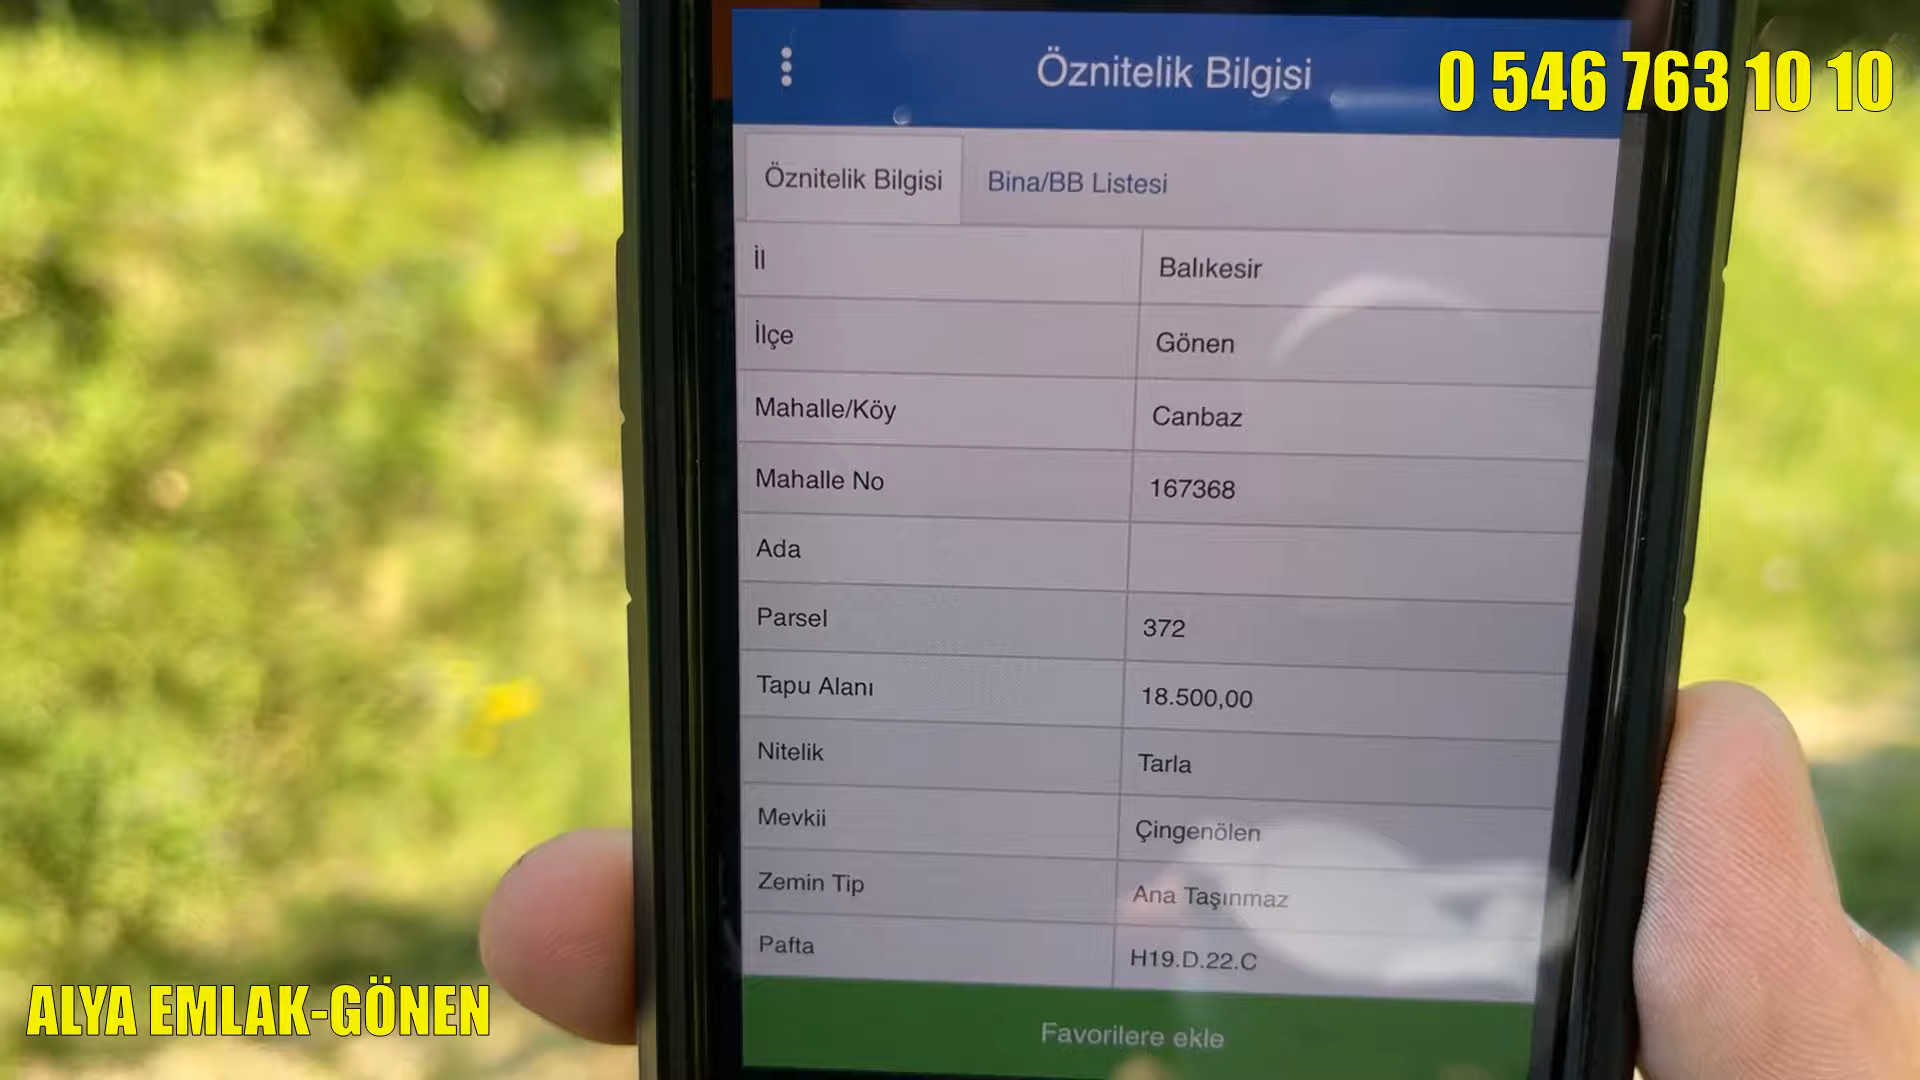 Öznitelik Bilgisi
0 546 763 10 10
Öznitelik Bilgisi Bina/BB Listesi
İl Balıkesir
İlçe Gönen
Mahalle/Köy Canbaz
Mahalle No 167368
Ada
Parsel 372
Tapu Alanı 18.500,00
Nitelik Tarla
Mevkii Çingenölen
Zemin Tip Ana Taşınmaz
Pafta H19.D.22.C
Favorilere ekle
ALYA EMLAK-GÖNEN